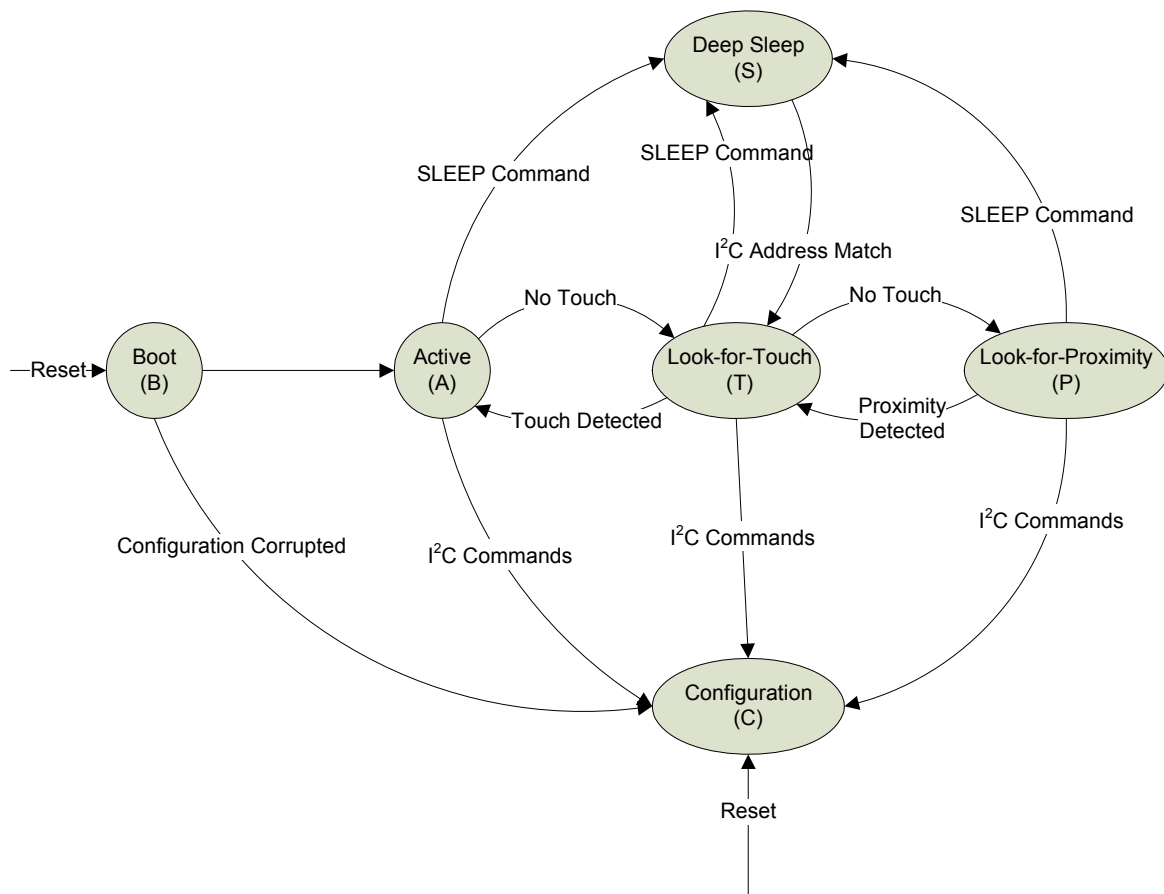 Deep Sleep
(S)
SLEEP Command
SLEEP Command
SLEEP Command
I²C Address Match
No Touch
No Touch
Reset
Boot
(B)
Active
(A)
Look-for-Touch
(T)
Look-for-Proximity
(P)
Touch Detected
Proximity
Detected
Configuration Corrupted
I²C Commands
I²C Commands
I²C Commands
Configuration
(C)
Reset